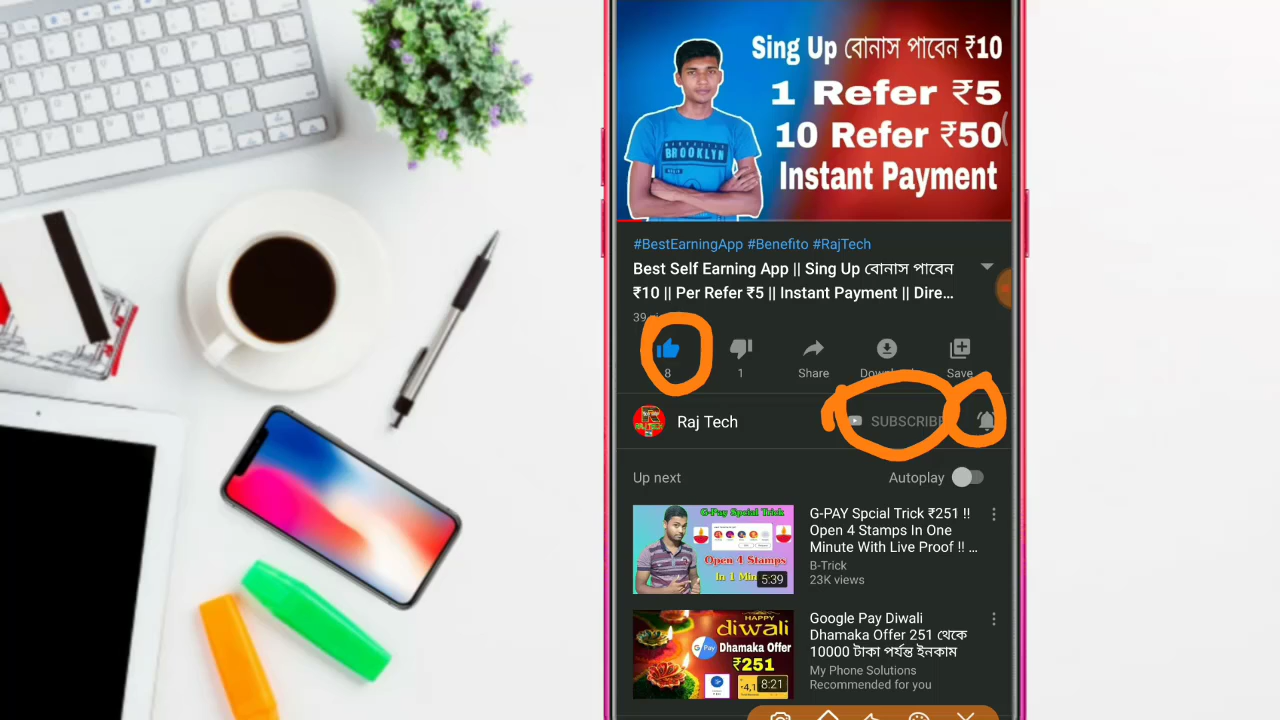 Sing Up বোনাস পাবেন ₹10
1 Refer ₹5
10 Refer ₹50
Instant Payment
BROOKLYN
#BestEarningApp #Benefito #RajTech
Best Self Earning App || Sing Up বোনাস পাবেন
₹10 || Per Refer ₹5 || Instant Payment || Dire...
39
8
1
Share
Save
Raj Tech
SUBSCRIBE
Up next
Autoplay
G-Pay Spcial Trick
Open 4 Stamps
In 1 Min
5:39
G-PAY Spcial Trick ₹251 !!
Open 4 Stamps In One
Minute With Live Proof !! ...
B-Trick
23K views
HAPPY
diwali
G Pay
Dhamaka Offer
₹251
8:21
Google Pay Diwali
Dhamaka Offer 251 থেকে
10000 টাকা পর্যন্ত ইনকাম
My Phone Solutions
Recommended for you